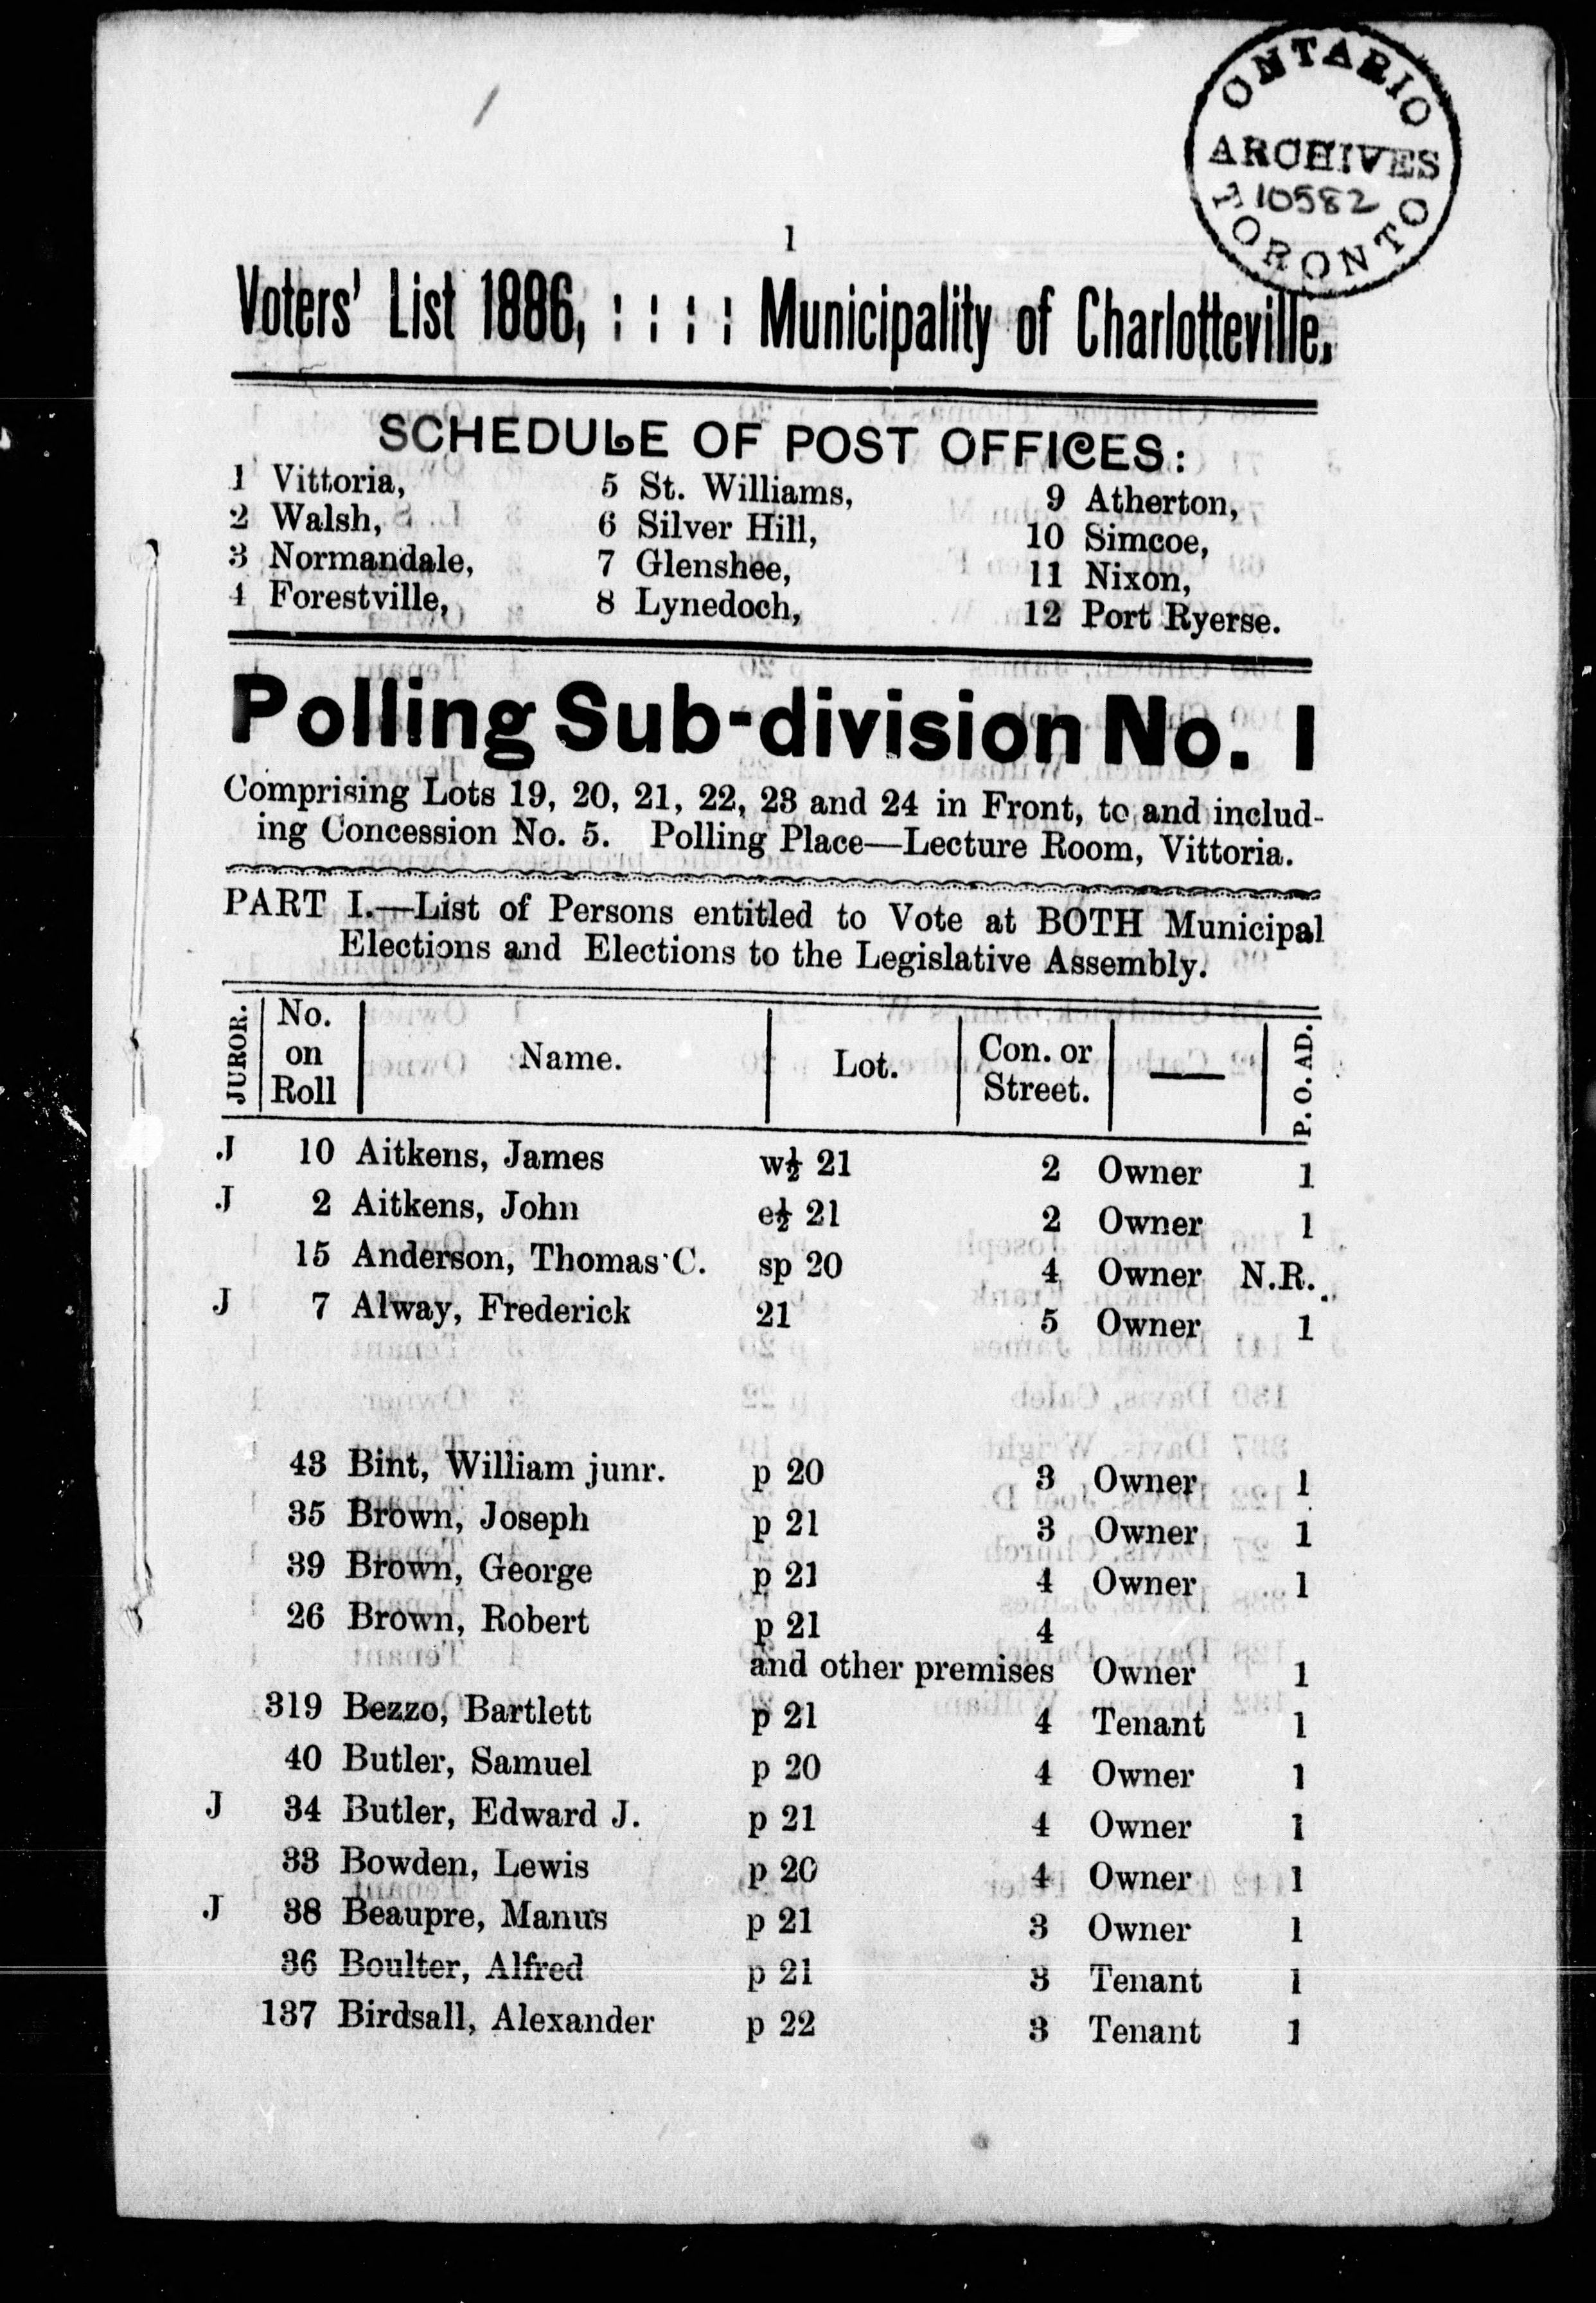 ONTARIO
ARCHIVES
10582
TORONTO
1
Voters' List 1886, : : : : Municipality of Charlotteville.
SCHEDULE OF POST OFFICES:
1 Vittoria, 5 St. Williams, 9 Atherton,
2 Walsh, 6 Silver Hill, 10 Simcoe,
3 Normandale, 7 Glenshee, 11 Nixon,
4 Forestville, 8 Lynedoch, 12 Port Ryerse.
Polling Sub-division No. 1
Comprising Lots 19, 20, 21, 22, 23 and 24 in Front, to and includ-
ing Concession No. 5. Polling Place—Lecture Room, Vittoria.
PART I.—List of Persons entitled to Vote at BOTH Municipal
Elections and Elections to the Legislative Assembly.
JUROR. No. on Roll Name. Lot. Con. or Street. — P. O. AD.
J 10 Aitkens, James w½ 21 2 Owner 1
J 2 Aitkens, John e½ 21 2 Owner 1
15 Anderson, Thomas C. sp 20 4 Owner N.R.
J 7 Alway, Frederick 21 5 Owner 1
43 Bint, William junr. p 20 3 Owner 1
35 Brown, Joseph p 21 3 Owner 1
39 Brown, George p 21 4 Owner 1
26 Brown, Robert p 21 4
and other premises Owner 1
319 Bezzo, Bartlett p 21 4 Tenant 1
40 Butler, Samuel p 20 4 Owner 1
J 34 Butler, Edward J. p 21 4 Owner 1
33 Bowden, Lewis p 20 4 Owner 1
J 38 Beaupre, Manus p 21 3 Owner 1
36 Boulter, Alfred p 21 3 Tenant 1
137 Birdsall, Alexander p 22 3 Tenant 1